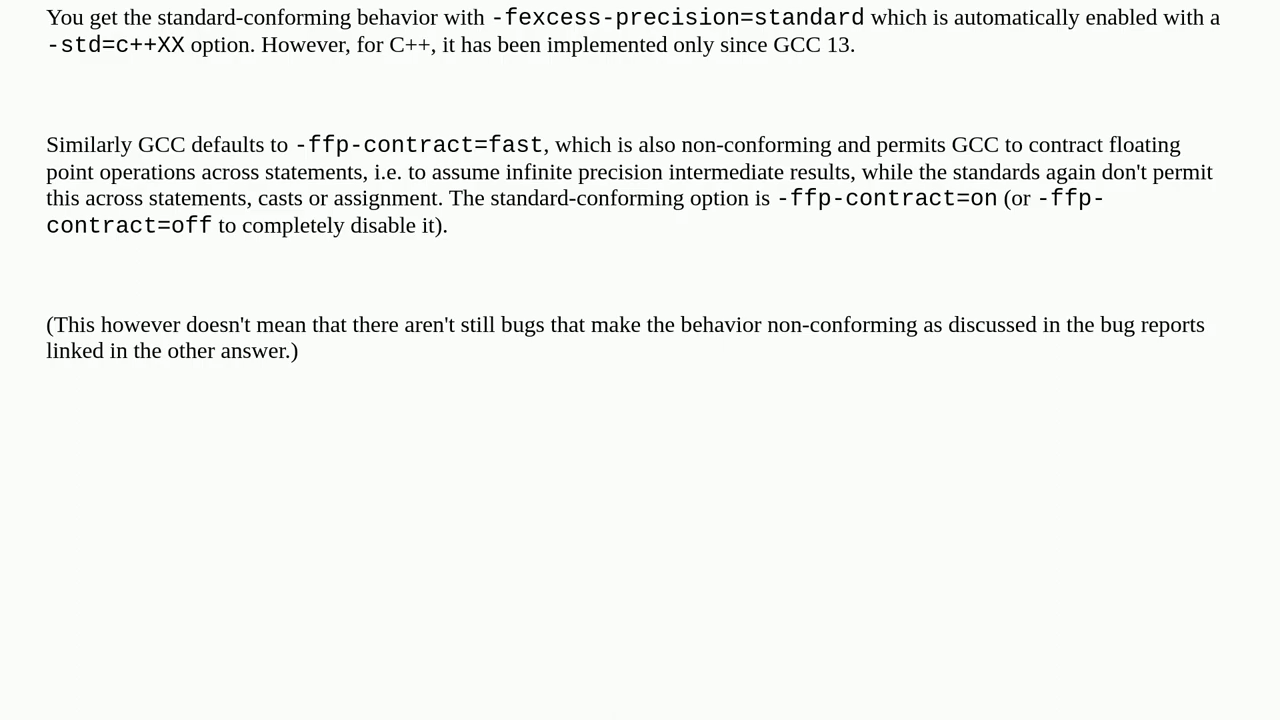 You get the standard-conforming behavior with -fexcess-precision=standard which is automatically enabled with a
-std=c++XX option. However, for C++, it has been implemented only since GCC 13.
Similarly GCC defaults to -ffp-contract=fast, which is also non-conforming and permits GCC to contract floating
point operations across statements, i.e. to assume infinite precision intermediate results, while the standards again don't permit
this across statements, casts or assignment. The standard-conforming option is -ffp-contract=on (or -ffp-
contract=off to completely disable it).
(This however doesn't mean that there aren't still bugs that make the behavior non-conforming as discussed in the bug reports
linked in the other answer.)